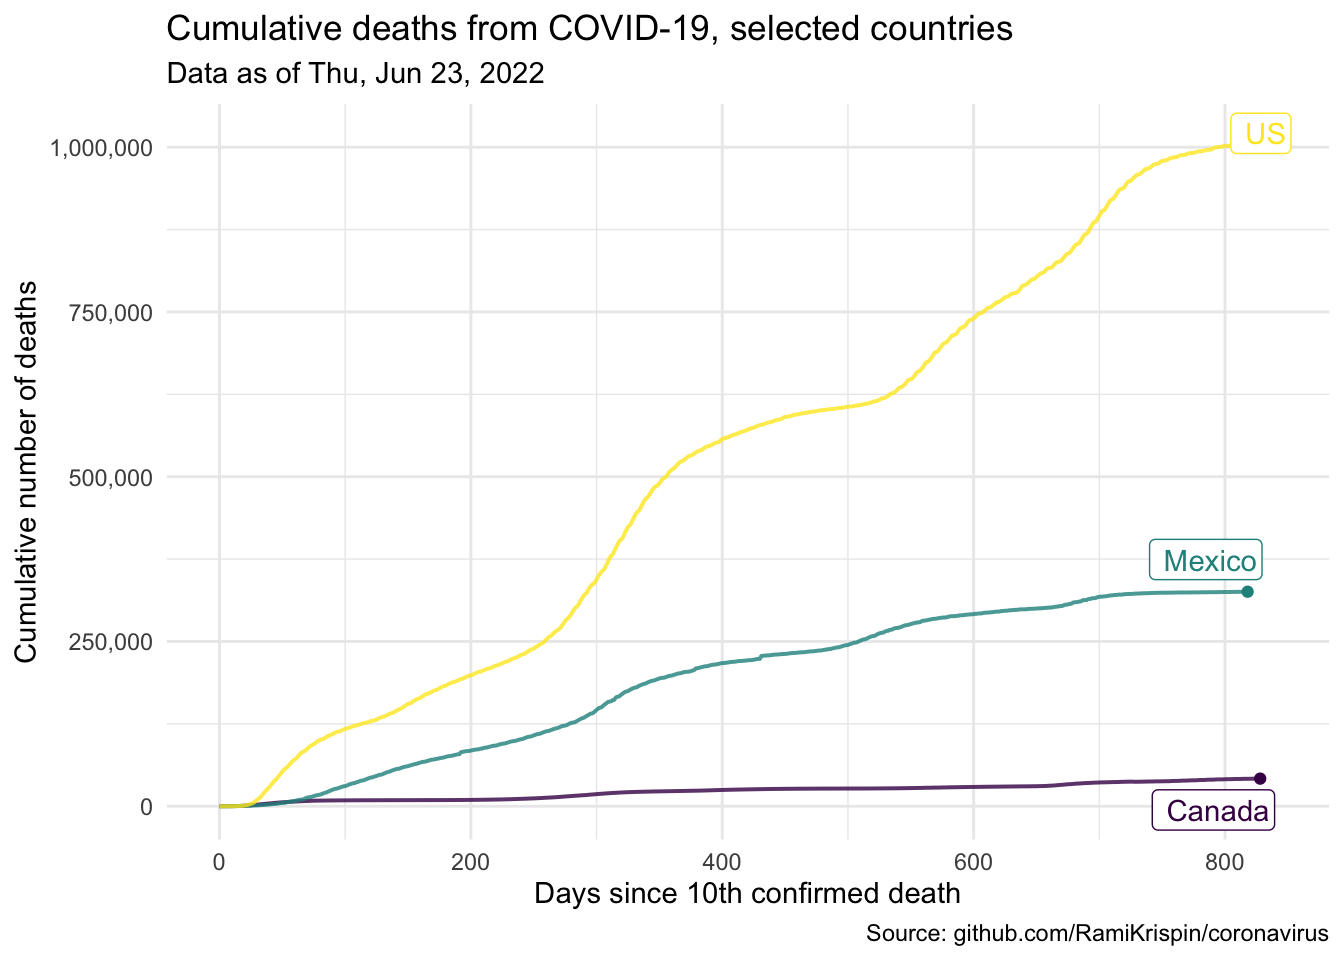 Cumulative deaths from COVID-19, selected countries
Data as of Thu, Jun 23, 2022
Cumulative number of deaths
1,000,000
750,000
500,000
250,000
0
US
Mexico
Canada
0 200 400 600 800
Days since 10th confirmed death
Source: github.com/RamiKrispin/coronavirus